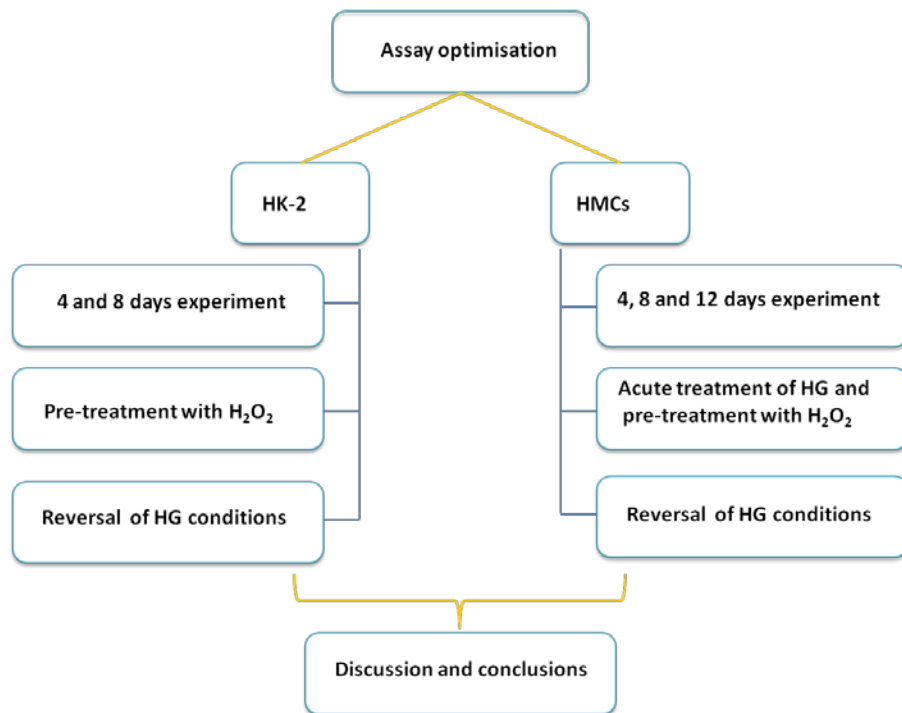 Assay optimisation
HK-2
HMCs
4 and 8 days experiment
4, 8 and 12 days experiment
Pre-treatment with H₂O₂
Acute treatment of HG and
pre-treatment with H₂O₂
Reversal of HG conditions
Reversal of HG conditions
Discussion and conclusions